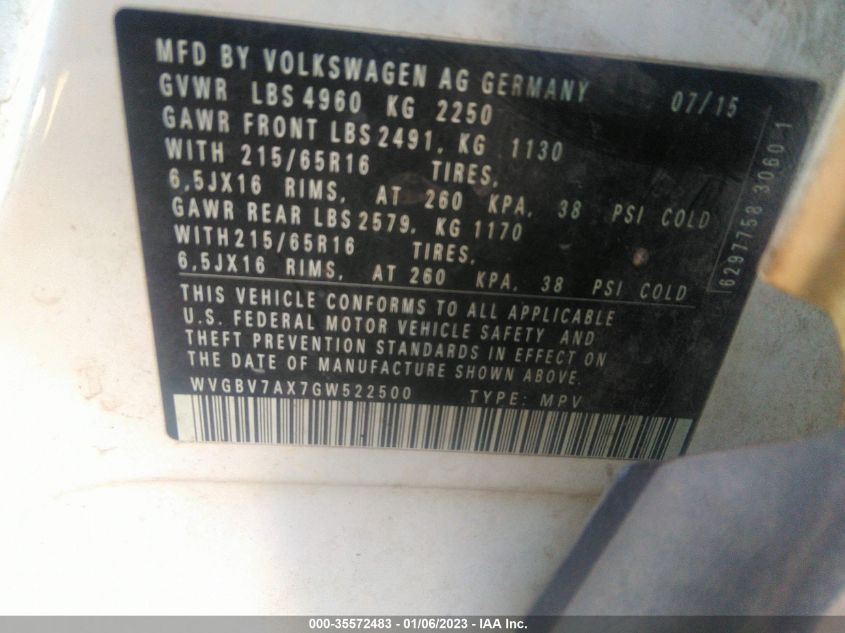 MFD BY VOLKSWAGEN AG GERMANY 07/15
GVWR LBS 4960 KG 2250
GAWR FRONT LBS 2491, KG 1130
WITH 215/65R16 TIRES,
6,5JX16 RIMS, AT 260 KPA, 38 PSI COLD
GAWR REAR LBS 2579, KG 1170
WITH 215/65R16 TIRES,
6,5JX16 RIMS, AT 260 KPA, 38 PSI COLD
THIS VEHICLE CONFORMS TO ALL APPLICABLE
U.S. FEDERAL MOTOR VEHICLE SAFETY AND
THEFT PREVENTION STANDARDS IN EFFECT ON
THE DATE OF MANUFACTURE SHOWN ABOVE.
WVGBV7AX7GW522500 TYPE: MPV
6297758 3060 1
000-35572483 - 01/06/2023 - IAA Inc.